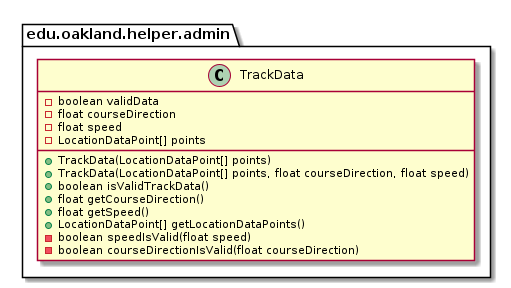 edu.oakland.helper.admin
C TrackData
boolean validData
float courseDirection
float speed
LocationDataPoint[] points
TrackData(LocationDataPoint[] points)
TrackData(LocationDataPoint[] points, float courseDirection, float speed)
boolean isValidTrackData()
float getCourseDirection()
float getSpeed()
LocationDataPoint[] getLocationDataPoints()
boolean speedIsValid(float speed)
boolean courseDirectionIsValid(float courseDirection)